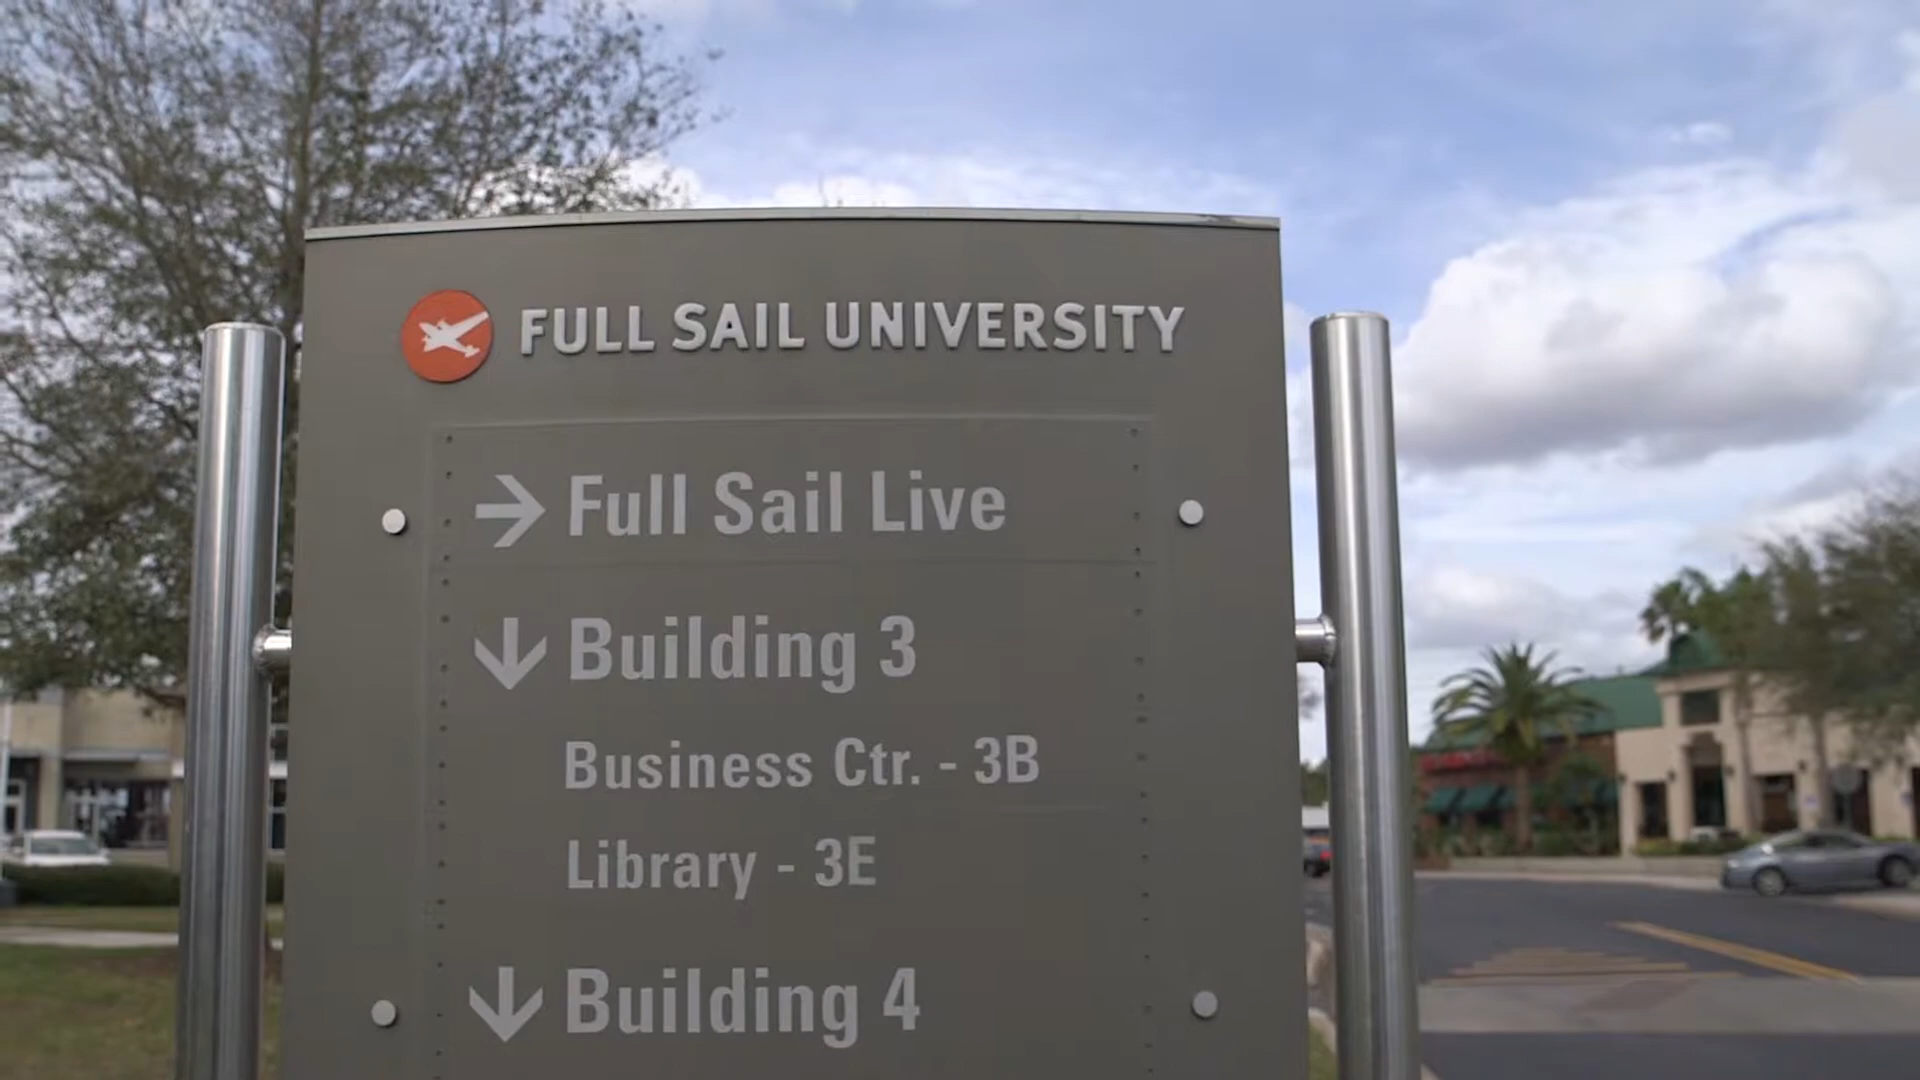 FULL SAIL UNIVERSITY
→ Full Sail Live
↓ Building 3
Business Ctr. - 3B
Library - 3E
↓ Building 4